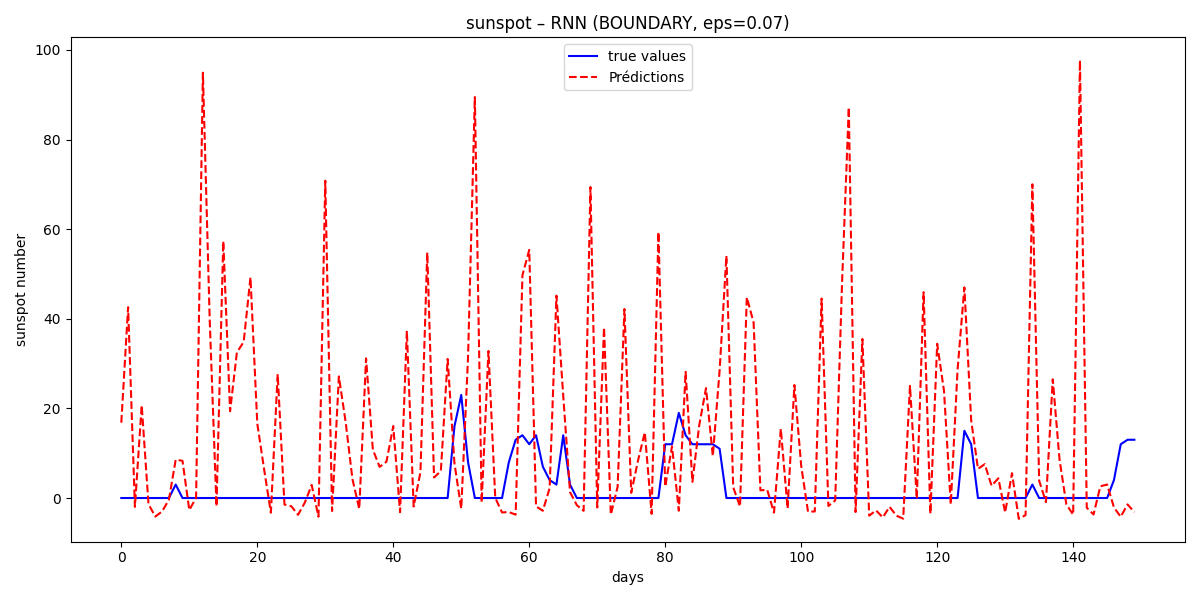 sunspot – RNN (BOUNDARY, eps=0.07)
true values
Prédictions
sunspot number
100
80
60
40
20
0
0
20
40
60
80
100
120
140
days